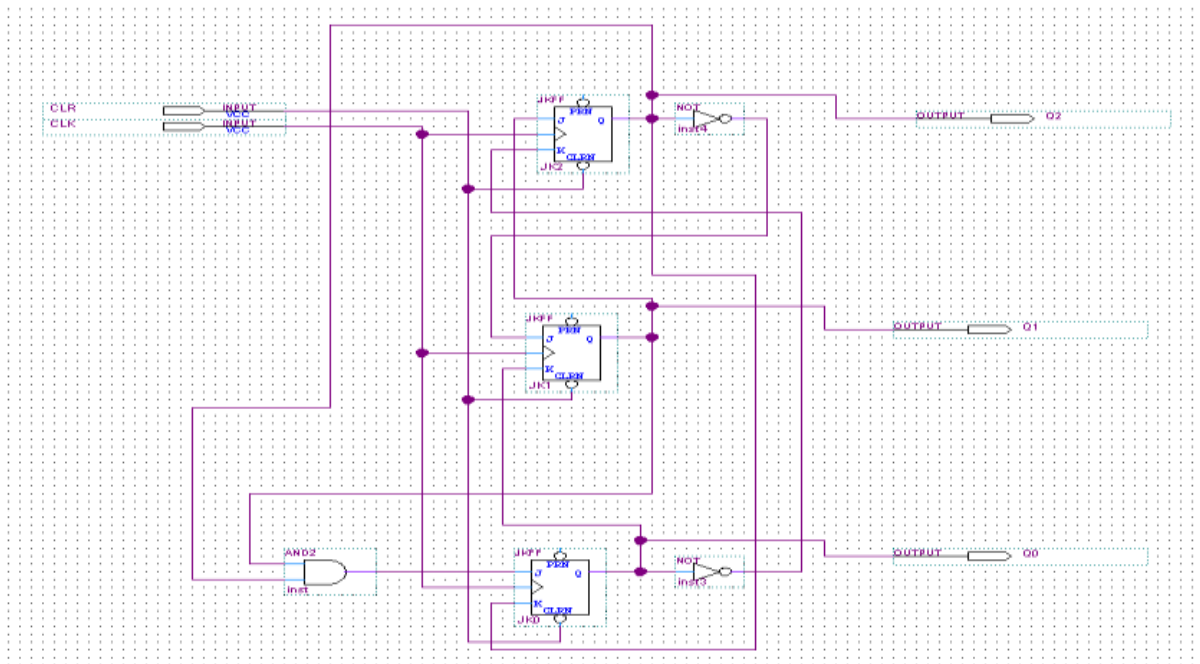 CLR INPUT VCC
CLK INPUT VCC
JKFF
PRN
J Q
K
CLRN
JK2
NOT
inst4
OUTPUT Q2
JKFF
PRN
J Q
K
CLRN
JK1
OUTPUT Q1
AND2
inst
JKFF
PRN
J Q
K
CLRN
JK0
NOT
inst3
OUTPUT Q0